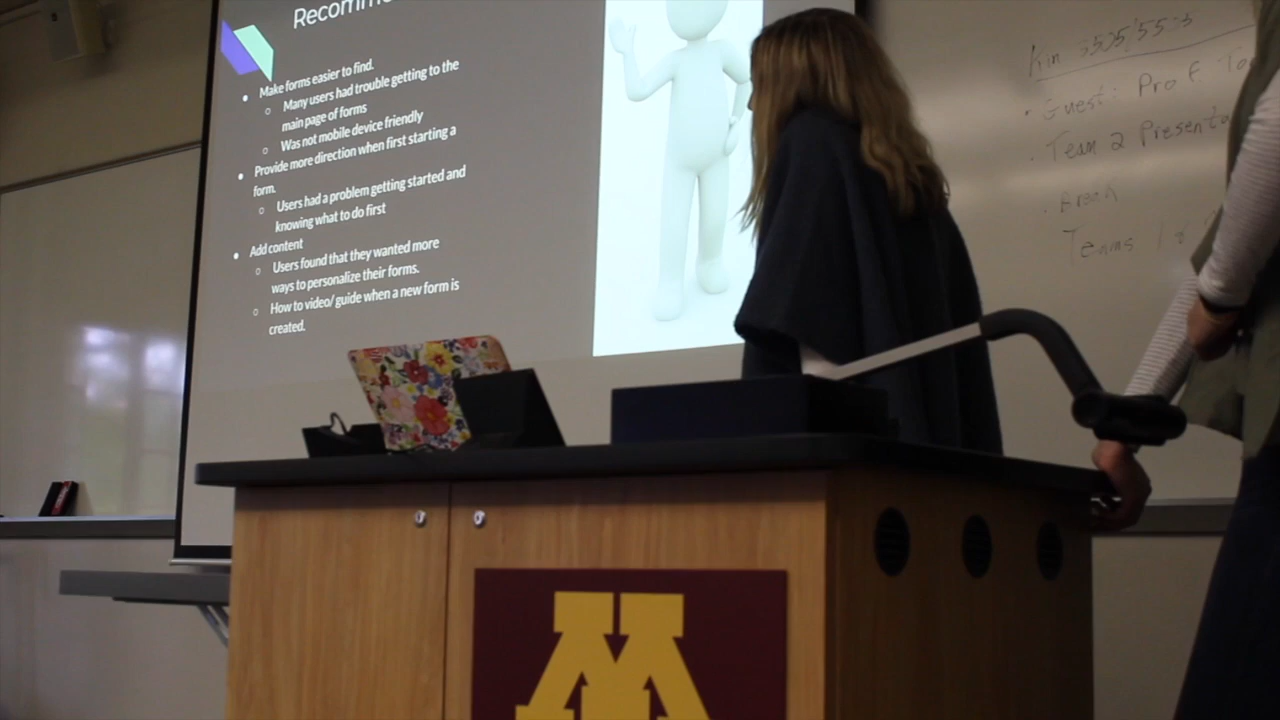 Recomm
Make forms easier to find.
Many users had trouble getting to the
main page of forms
Was not mobile device friendly
Provide more direction when first starting a
form.
Users had a problem getting started and
knowing what to do first
Add content
Users found that they wanted more
ways to personalize their forms.
How to video/ guide when a new form is
created.
Guest: Prof.
Team 2 Presenta
Break
Teams 1
M